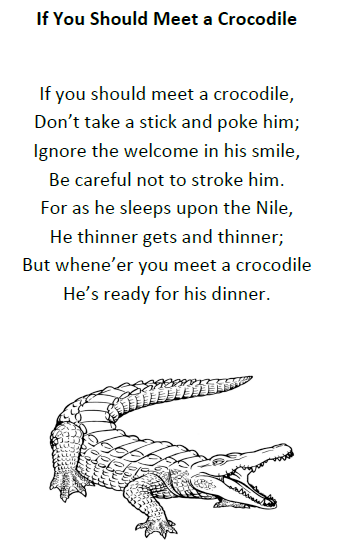 If You Should Meet a Crocodile
If you should meet a crocodile,
Don’t take a stick and poke him;
Ignore the welcome in his smile,
Be careful not to stroke him.
For as he sleeps upon the Nile,
He thinner gets and thinner;
But whene’er you meet a crocodile
He’s ready for his dinner.